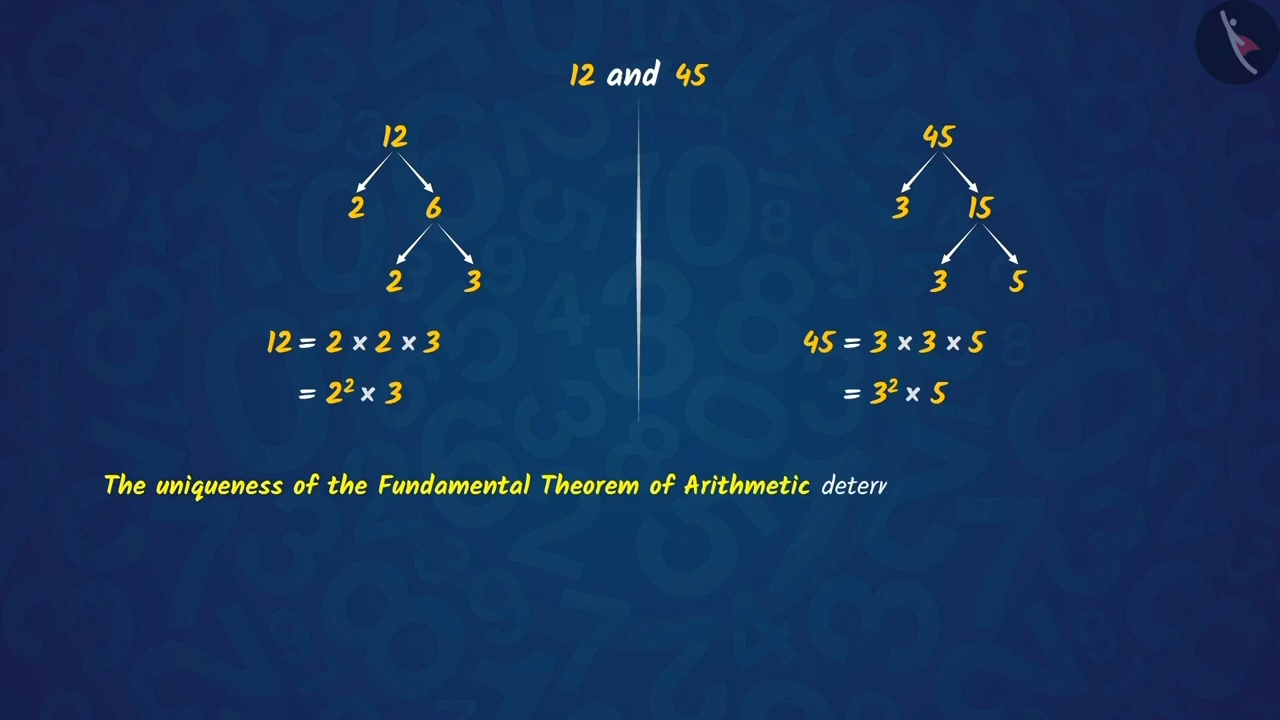 12 and 45
12
2 6
2 3
12 = 2 × 2 × 3
= 2² × 3
45
3 15
3 5
45 = 3 × 3 × 5
= 3² × 5
The uniqueness of the Fundamental Theorem of Arithmetic